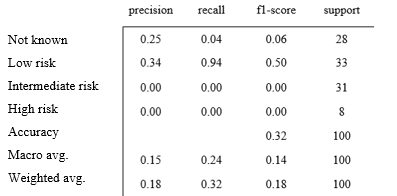 precision recall f1-score support
Not known 0.25 0.04 0.06 28
Low risk 0.34 0.94 0.50 33
Intermediate risk 0.00 0.00 0.00 31
High risk 0.00 0.00 0.00 8
Accuracy 0.32 100
Macro avg. 0.15 0.24 0.14 100
Weighted avg. 0.18 0.32 0.18 100